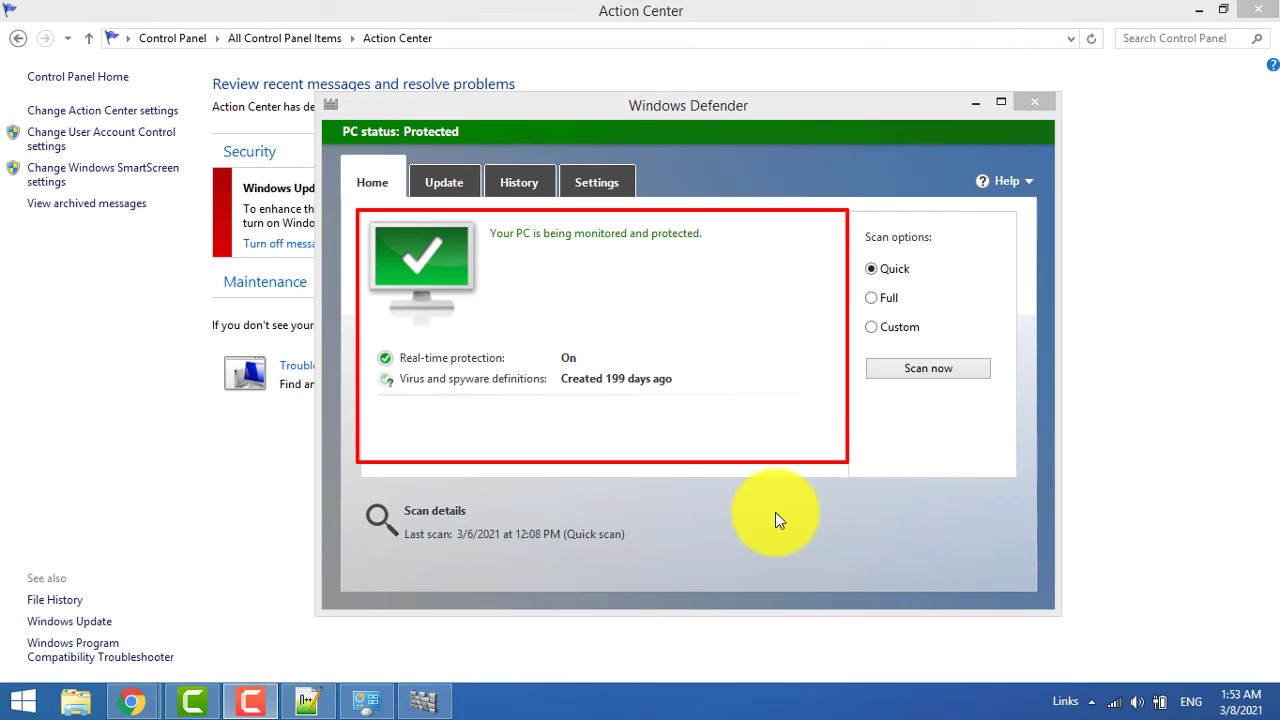 Action Center
Control Panel
All Control Panel Items
Action Center
Search Control Panel
Control Panel Home
Change Action Center settings
Change User Account Control
settings
Change Windows SmartScreen
settings
View archived messages
Review recent messages and resolve problems
Action Center has de
Security
Windows Upd
To enhance the
turn on Window
Turn off messa
Maintenance
If you don't see your
Troubl
Find an
See also
File History
Windows Update
Windows Program
Compatibility Troubleshooter
Windows Defender
PC status: Protected
Home
Update
History
Settings
Help
Your PC is being monitored and protected.
Real-time protection: On
Virus and spyware definitions: Created 199 days ago
Scan options:
Quick
Full
Custom
Scan now
Scan details
Last scan: 3/6/2021 at 12:08 PM (Quick scan)
Links
ENG
1:53 AM
3/8/2021